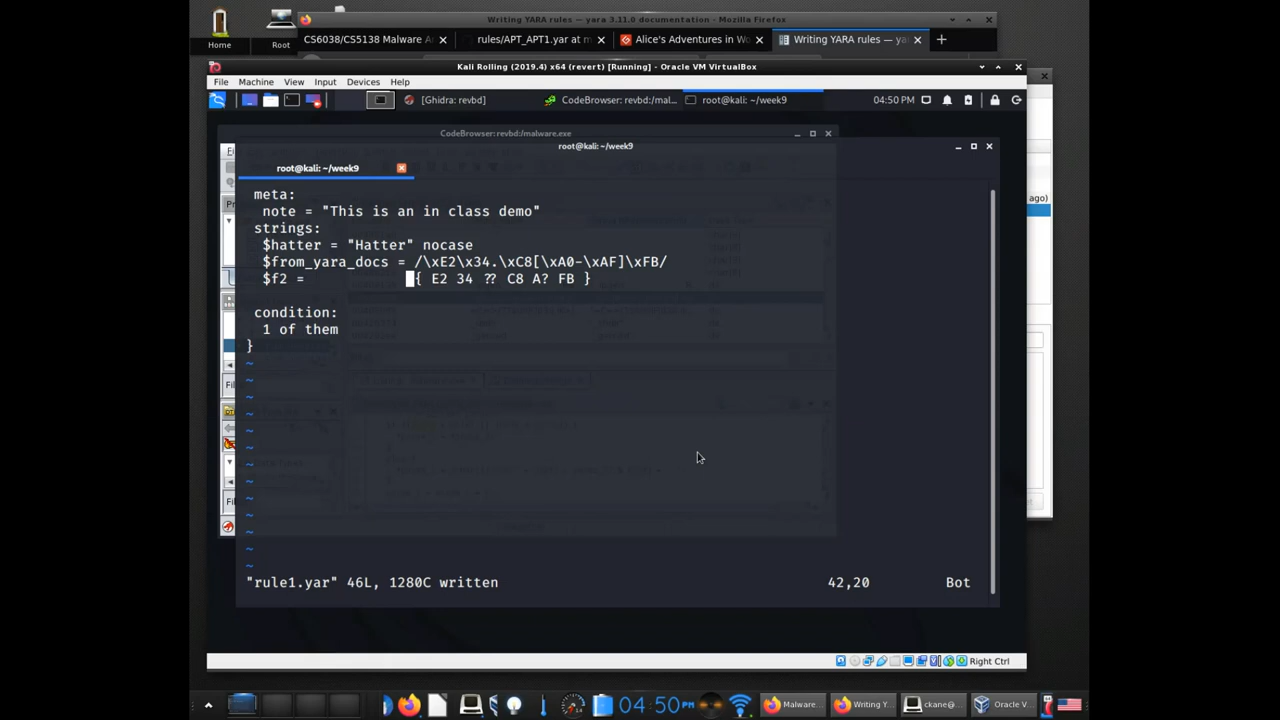 Writing YARA rules — yara 3.11.0 documentation - Mozilla Firefox
Home
Root
CS6038/CS5138 Malware A
rules/APT_APT1.yar at m
Alice's Adventures in Wo
Writing YARA rules — ya
Kali Rolling (2019.4) x64 (revert) [Running] - Oracle VM VirtualBox
File Machine View Input Devices Help
[Ghidra: revbd]
CodeBrowser: revbd:/mal...
root@kali: ~/week9
04:50 PM
CodeBrowser: revbd:/malware.exe
root@kali: ~/week9
root@kali: ~/week9
ago)
meta:
note = "This is an in class demo"
strings:
$hatter = "Hatter" nocase
$from_yara_docs = /\xE2\x34.\xC8[\xA0-\xAF]\xFB/
$f2 = { E2 34 ?? C8 A? FB }
condition:
1 of them
}
~
~
~
~
~
~
~
~
~
~
~
~
~
"rule1.yar" 46L, 1280C written
42,20
Bot
Right Ctrl
04:50 PM
Malware...
Writing Y...
ckane@...
Oracle V...